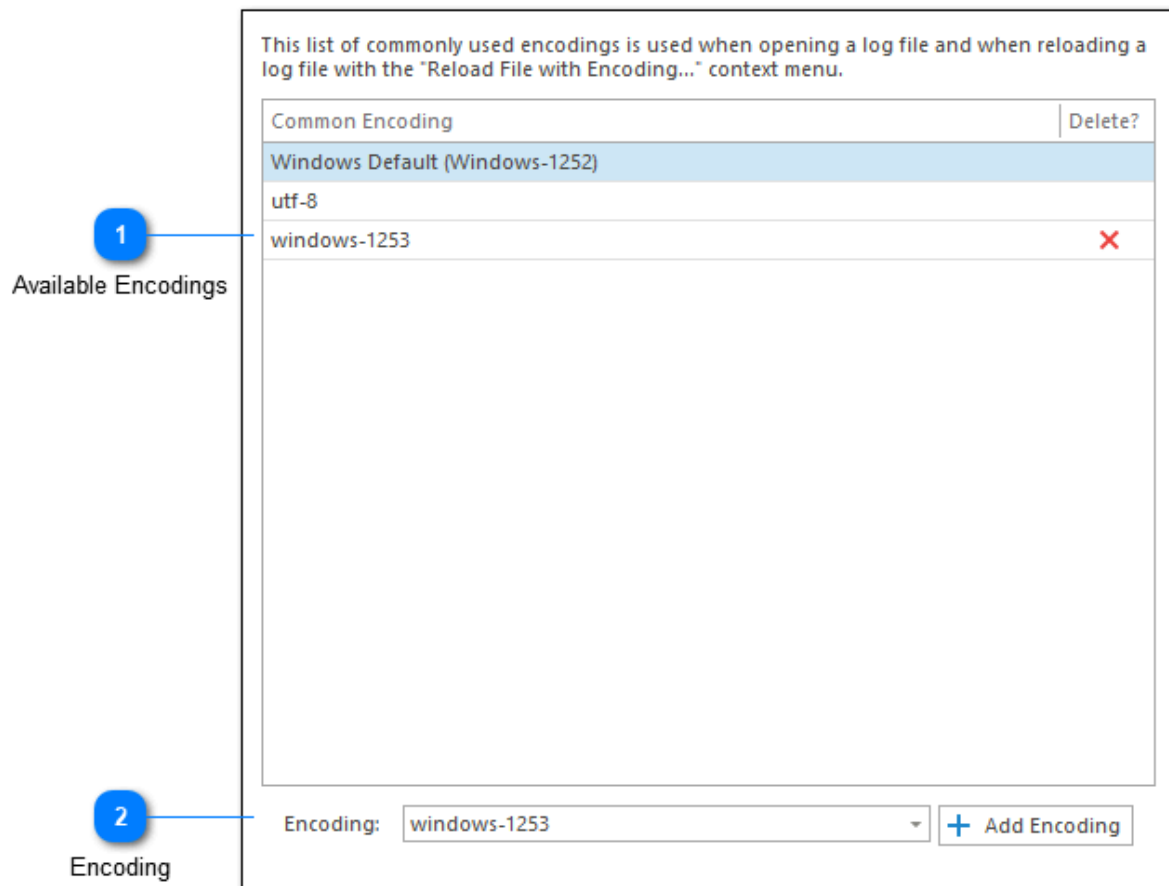 This list of commonly used encodings is used when opening a log file and when reloading a
log file with the "Reload File with Encoding..." context menu.
Common Encoding Delete?
Windows Default (Windows-1252)
utf-8
windows-1253
1
Available Encodings
2
Encoding
Encoding: windows-1253 Add Encoding